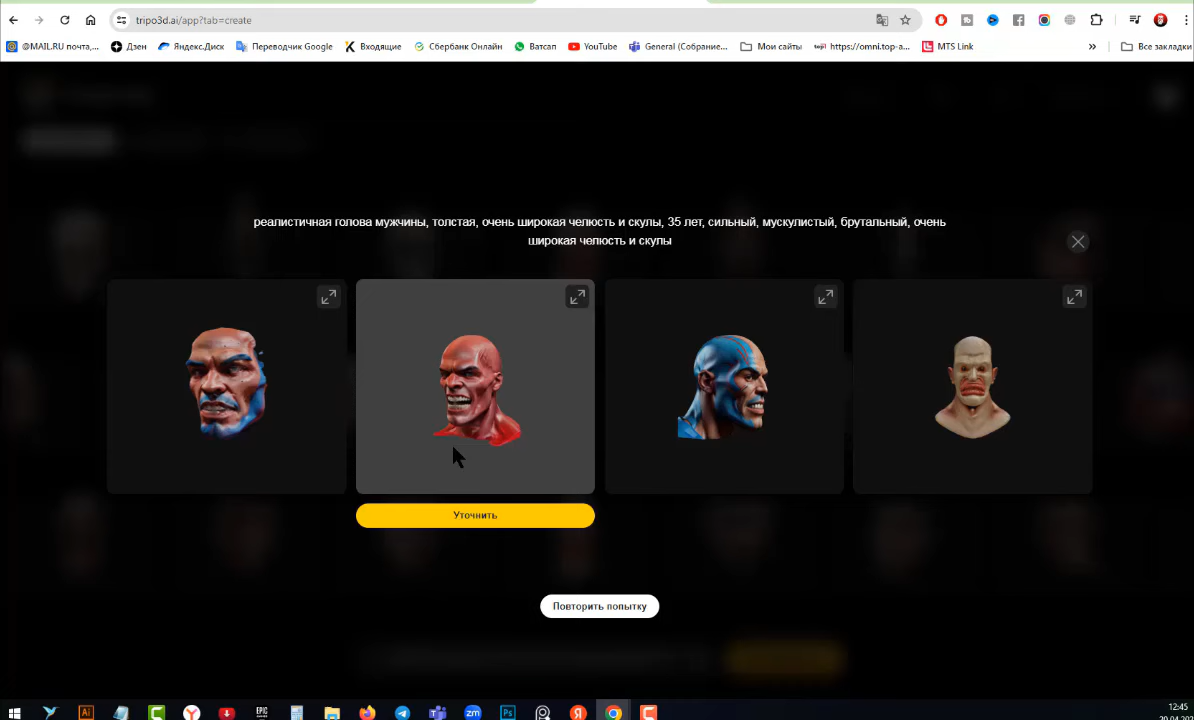 tripo3d.ai/app?tab=create
@MAIL.RU почта,... Дзен Яндекс.Диск Переводчик Google Входящие Сбербанк Онлайн Ватсап YouTube General (Собрание... Мои сайты https://omni.top-a... MTS Link » Все закладки
реалистичная голова мужчины, толстая, очень широкая челюсть и скулы, 35 лет, сильный, мускулистый, брутальный, очень
широкая челюсть и скулы
Уточнить
Повторить попытку
12:45